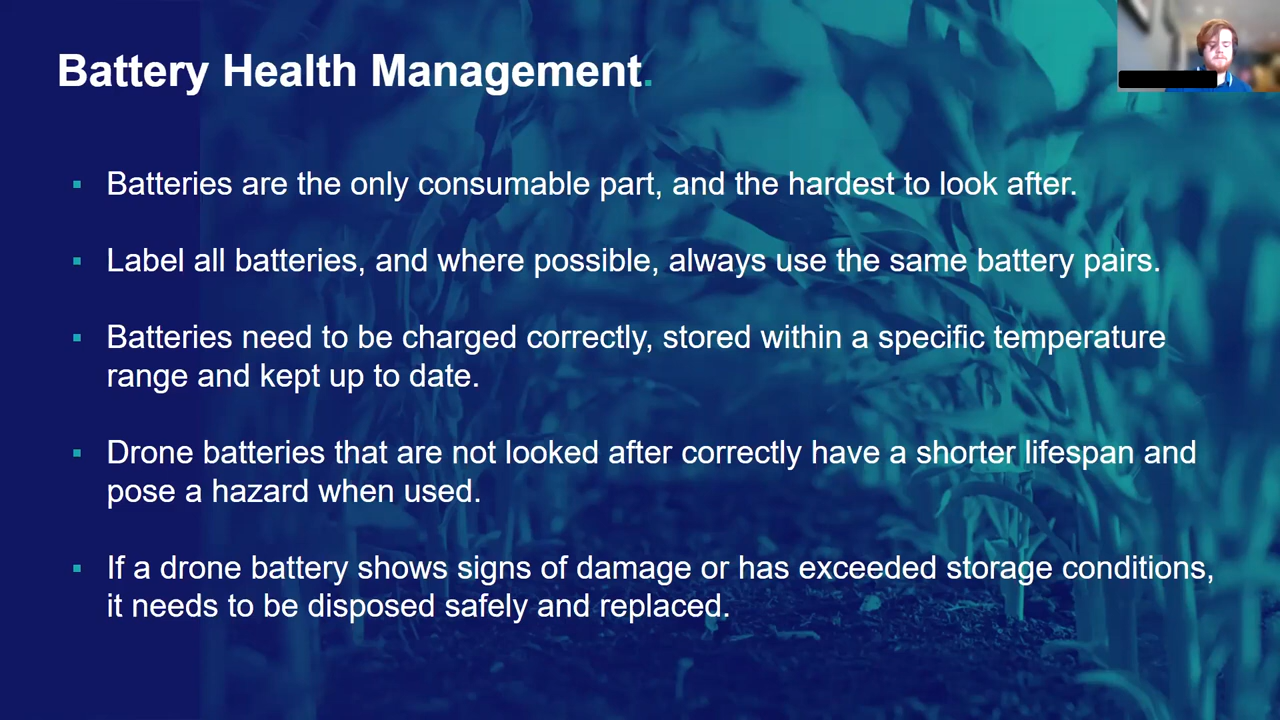 Battery Health Management.
▪ Batteries are the only consumable part, and the hardest to look after.
▪ Label all batteries, and where possible, always use the same battery pairs.
▪ Batteries need to be charged correctly, stored within a specific temperature
range and kept up to date.
▪ Drone batteries that are not looked after correctly have a shorter lifespan and
pose a hazard when used.
▪ If a drone battery shows signs of damage or has exceeded storage conditions,
it needs to be disposed safely and replaced.